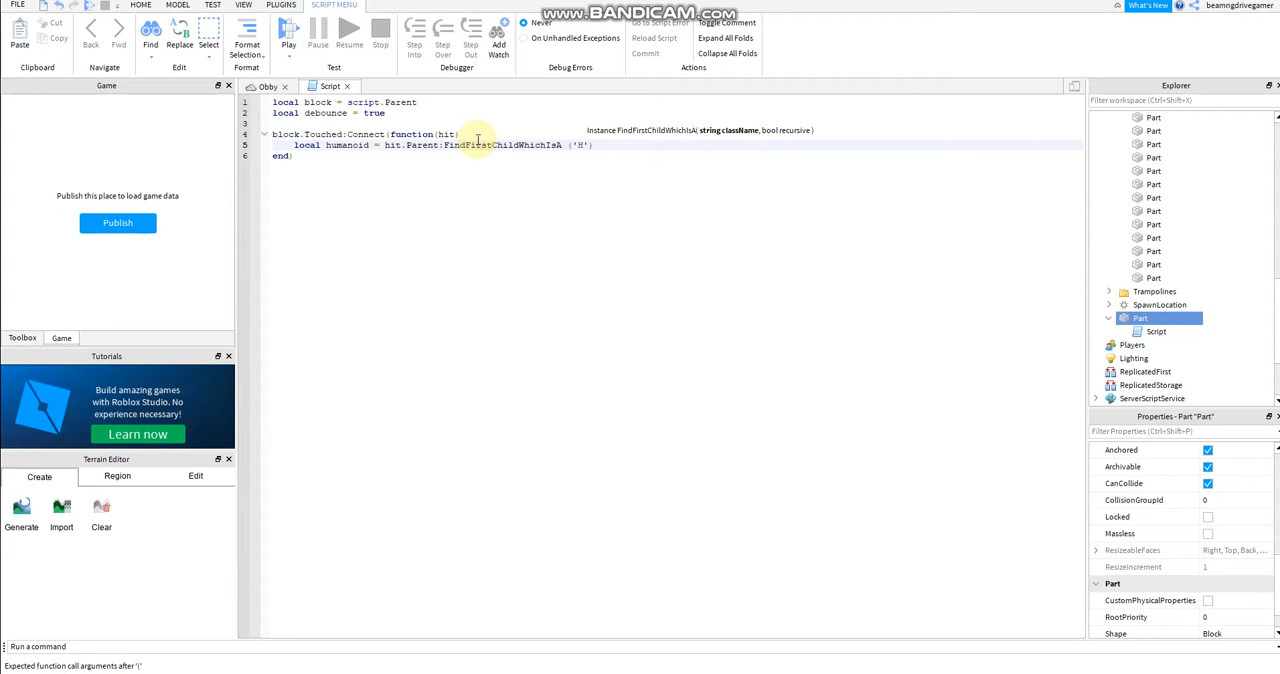 FILE HOME MODEL TEST VIEW PLUGINS SCRIPT MENU
www.BANDICAM.com
What's New beamngdrivegamer
Paste Cut Copy
Back Fwd
Find Replace Select
Format Selection
Play Pause Resume Stop
Step Into Step Over Step Out Add Watch
Never
On Unhandled Exceptions
Go to Script Error
Reload Script
Commit
Toggle Comment
Expand All Folds
Collapse All Folds
Clipboard Navigate Edit Format Test Debugger Debug Errors Actions
Game
Publish this place to load game data
Publish
Toolbox Game
Tutorials
Build amazing games with Roblox Studio. No experience necessary!
Learn now
Terrain Editor
Create Region Edit
Generate Import Clear
Obby Script
1 local block = script.Parent
2 local debounce = true
3
4 block.Touched:Connect(function(hit)
Instance FindFirstChildWhichIsA( string className, bool recursive )
5 local humanoid = hit.Parent:FindFirstChildWhichIsA ('H')
6 end)
Explorer
Filter workspace (Ctrl+Shift+X)
Part
Part
Part
Part
Part
Part
Part
Part
Part
Part
Part
Part
Part
Trampolines
SpawnLocation
Part
Script
Players
Lighting
ReplicatedFirst
ReplicatedStorage
ServerScriptService
Properties - Part "Part"
Filter Properties (Ctrl+Shift+P)
Anchored
Archivable
CanCollide
CollisionGroupId 0
Locked
Massless
ResizeableFaces Right, Top, Back, ...
ResizeIncrement 1
Part
CustomPhysicalProperties
RootPriority 0
Shape Block
Run a command
Expected function call arguments after '('